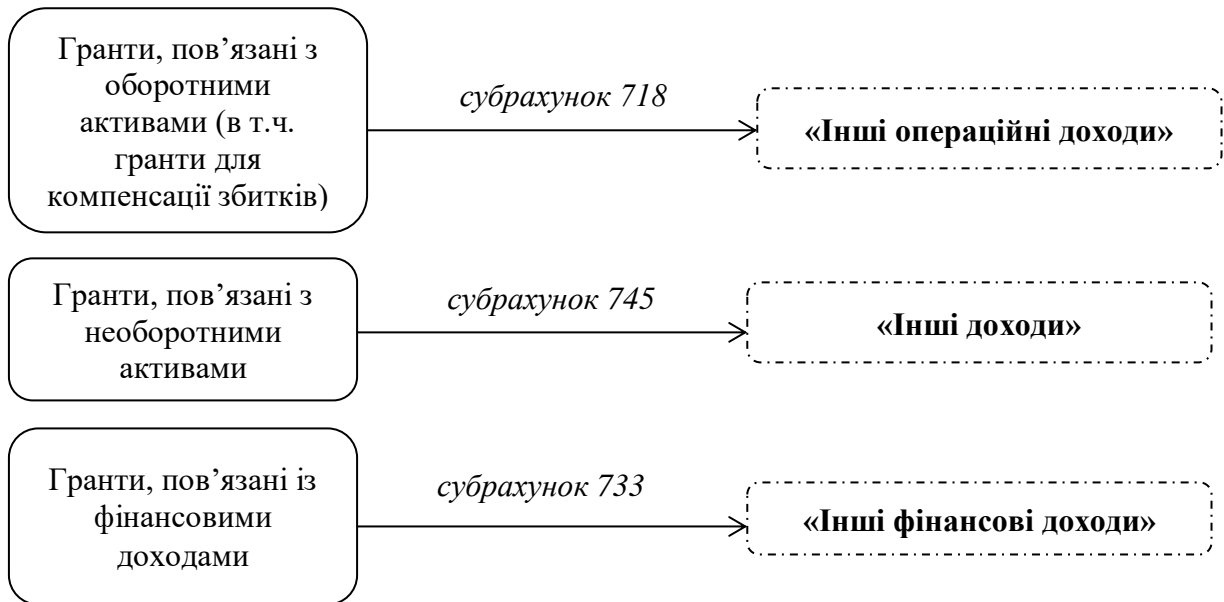 Гранти, пов’язані з
оборотними
активами (в т.ч.
гранти для
компенсації збитків)
субрахунок 718
«Інші операційні доходи»
Гранти, пов’язані з
необоротними
активами
субрахунок 745
«Інші доходи»
Гранти, пов’язані із
фінансовими
доходами
субрахунок 733
«Інші фінансові доходи»